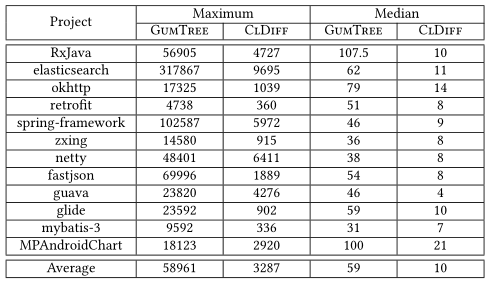 Project Maximum Median
GumTree ClDiff GumTree ClDiff
RxJava 56905 4727 107.5 10
elasticsearch 317867 9695 62 11
okhttp 17325 1039 79 14
retrofit 4738 360 51 8
spring-framework 102587 5972 46 9
zxing 14580 915 36 8
netty 48401 6411 38 8
fastjson 69996 1889 54 8
guava 23820 4276 46 4
glide 23592 902 59 10
mybatis-3 9592 336 31 7
MPAndroidChart 18123 2920 100 21
Average 58961 3287 59 10